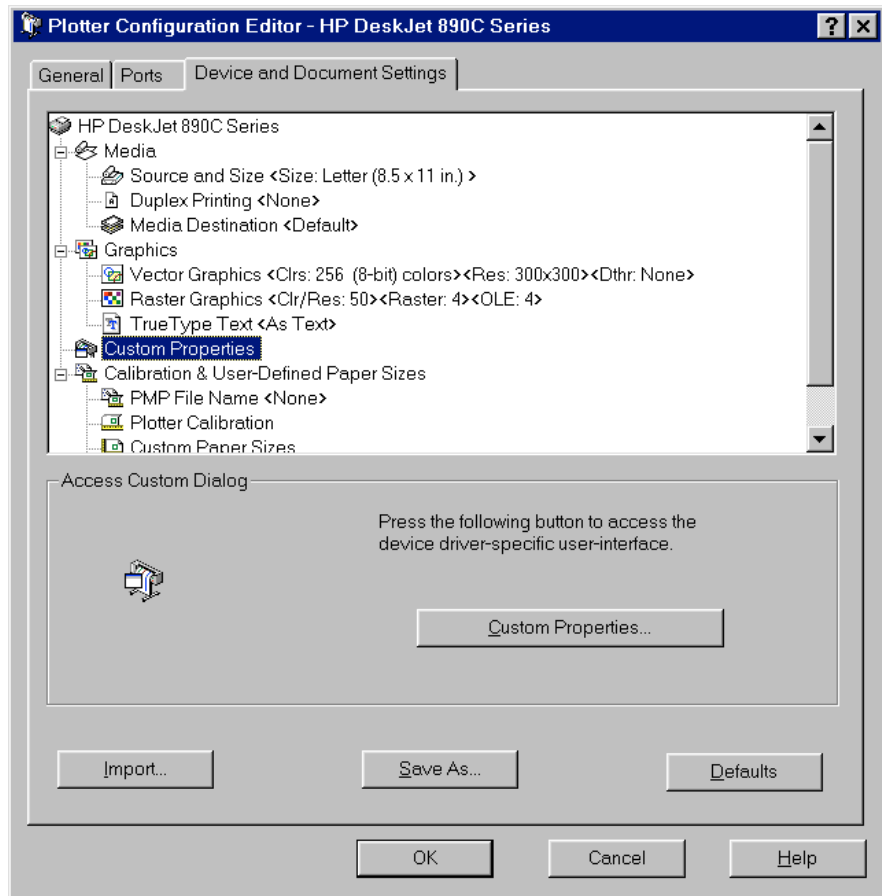 Plotter Configuration Editor - HP DeskJet 890C Series
General
Ports
Device and Document Settings
HP DeskJet 890C Series
Media
Source and Size <Size: Letter (8.5 x 11 in.) >
Duplex Printing <None>
Media Destination <Default>
Graphics
Vector Graphics <Clrs: 256 (8-bit) colors><Res: 300x300><Dthr: None>
Raster Graphics <Clr/Res: 50><Raster: 4><OLE: 4>
TrueType Text <As Text>
Custom Properties
Calibration & User-Defined Paper Sizes
PMP File Name <None>
Plotter Calibration
Custom Paper Sizes
Access Custom Dialog
Press the following button to access the
device driver-specific user-interface.
Custom Properties...
Import...
Save As...
Defaults
OK
Cancel
Help